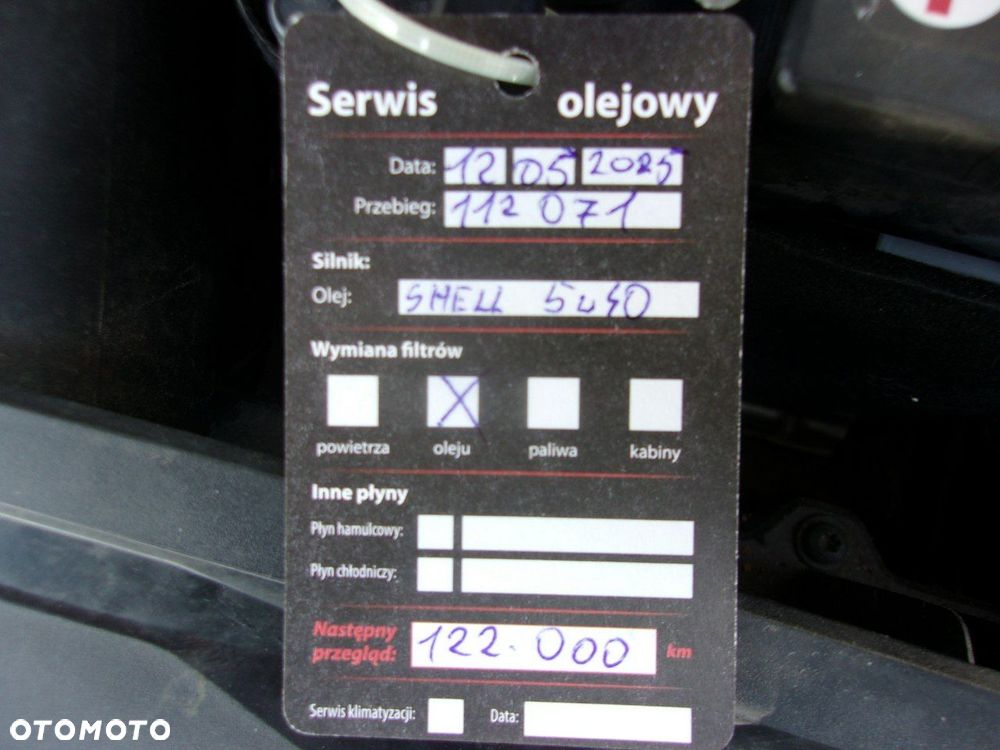 Serwis olejowy
Data: 12 05 2025
Przebieg: 112 071
Silnik:
Olej: SHELL 5w40
Wymiana filtrów
X
powietrza oleju paliwa kabiny
Inne płyny
Płyn hamulcowy:
Płyn chłodniczy:
Następny
przegląd: 122.000 km
Serwis klimatyzacji: Data:
OTOMOTO